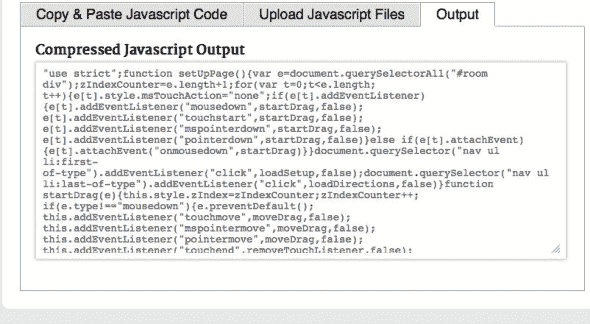 Copy & Paste Javascript Code
Upload Javascript Files
Output
Compressed Javascript Output
"use strict";function setUpPage(){var e=document.querySelectorAll("#room
div");zIndexCounter=e.length+1;for(var t=0;t<e.length;
t++){e[t].style.msTouchAction="none";if(e[t].addEventListener)
{e[t].addEventListener("mousedown",startDrag,false);
e[t].addEventListener("touchstart",startDrag,false);
e[t].addEventListener("mspointerdown",startDrag,false);
e[t].addEventListener("pointerdown",startDrag,false)}else if(e[t].attachEvent)
{e[t].attachEvent("onmousedown",startDrag)}}document.querySelector("nav ul
li:first-
of-type").addEventListener("click",loadSetup,false);document.querySelector("nav ul
li:last-of-type").addEventListener("click",loadDirections,false)}function
startDrag(e){this.style.zIndex=zIndexCounter;zIndexCounter++;
if(e.type!=="mousedown"){e.preventDefault();
this.addEventListener("touchmove",moveDrag,false);
this.addEventListener("mspointermove",moveDrag,false);
this.addEventListener("pointermove",moveDrag,false);
this.addEventListener("touchend",removeTouchListener,false);